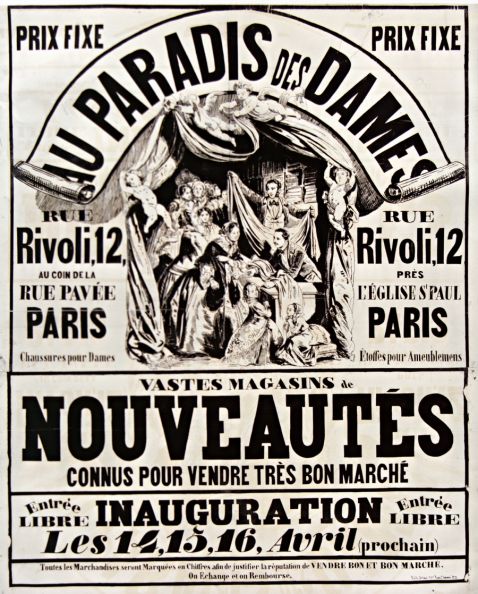 PRIX FIXE
PRIX FIXE
AU PARADIS DES DAMES
RUE
Rivoli, 12,
AU COIN DE LA
RUE PAVÉE
PARIS
Chaussures pour Dames
RUE
Rivoli, 12
PRÈS
L'ÉGLISE St PAUL
PARIS
Étoffes pour Ameublemens
VASTES MAGASINS de
NOUVEAUTÉS
CONNUS POUR VENDRE TRÈS BON MARCHÉ
Entrée
LIBRE
INAUGURATION
Entrée
LIBRE
Les 14, 15, 16, Avril (prochain)
Toutes les Marchandises seront Marquées en Chiffres afin de justifier la réputation de VENDRE BON ET BON MARCHÉ.
On Échange et on Rembourse.